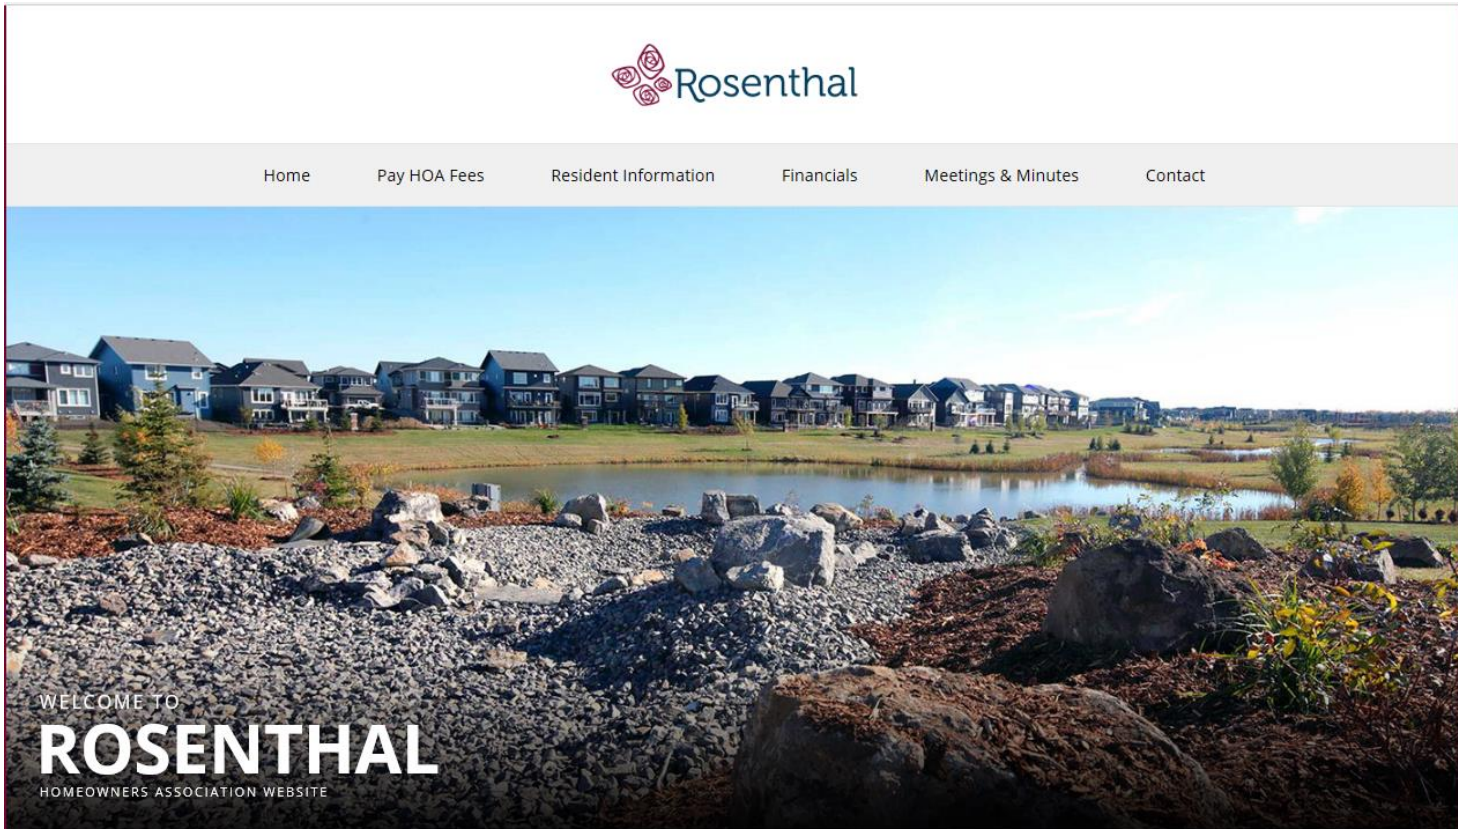 Rosenthal
Home Pay HOA Fees Resident Information Financials Meetings & Minutes Contact
WELCOME TO
ROSENTHAL
HOMEOWNERS ASSOCIATION WEBSITE